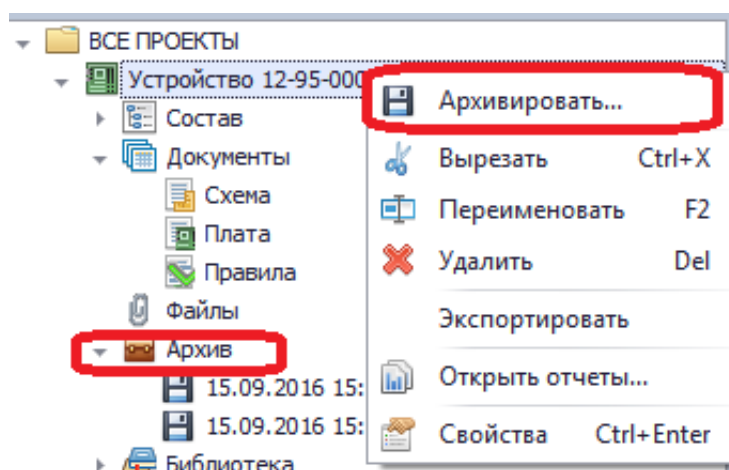 ВСЕ ПРОЕКТЫ
Устройство 12-95-000
Архивировать...
Состав
Документы
Вырезать Ctrl+X
Схема
Переименовать F2
Плата
Правила
Удалить Del
Файлы
Экспортировать
Архив
15.09.2016 15:
Открыть отчеты...
15.09.2016 15:
Свойства Ctrl+Enter
Библиотека